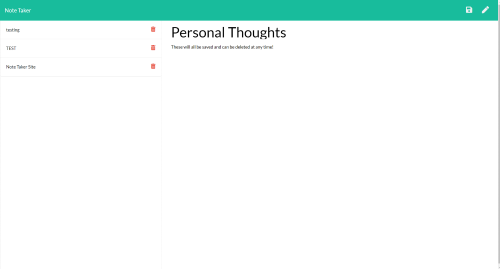 Note Taker
testing
TEST
Note Taker Site
Personal Thoughts
These will all be saved and can be deleted at any time!